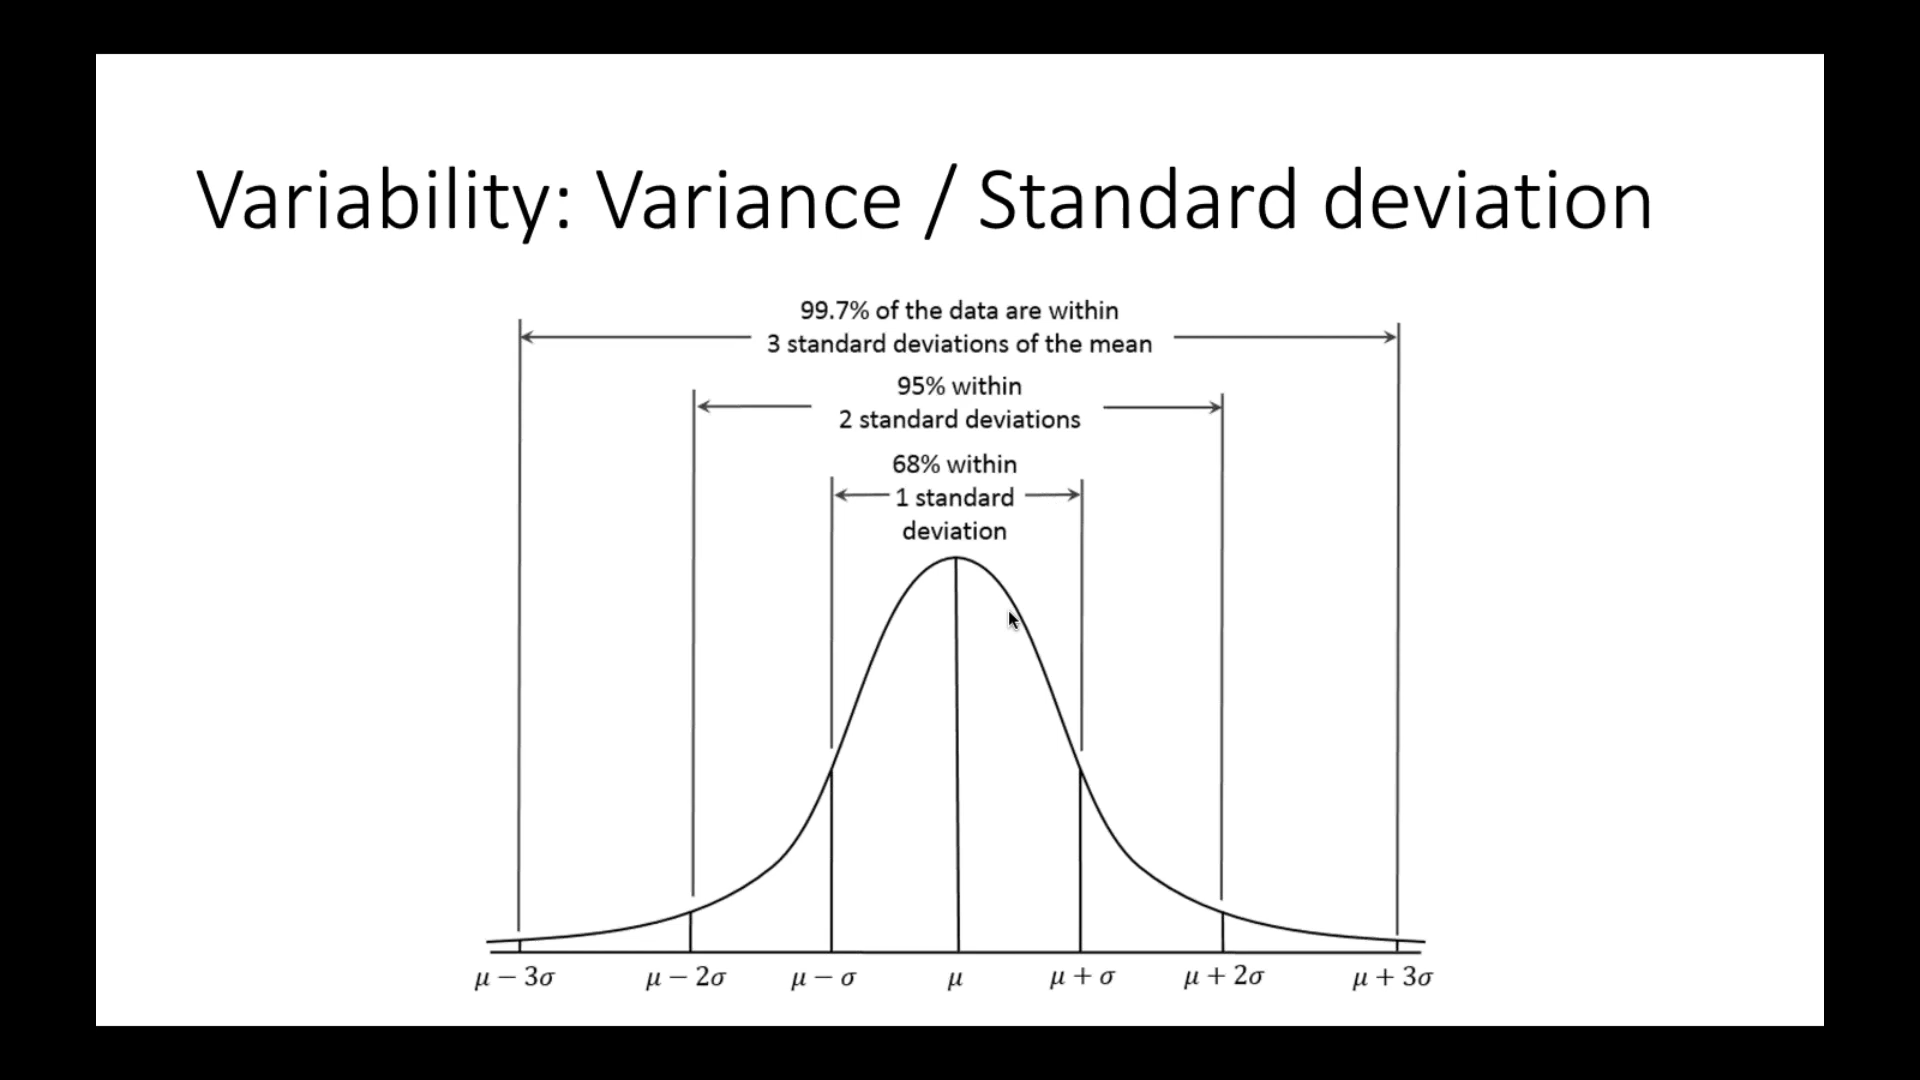 Variability: Variance / Standard deviation
99.7% of the data are within
3 standard deviations of the mean
95% within
2 standard deviations
68% within
1 standard
deviation
μ − 3σ μ − 2σ μ − σ μ μ + σ μ + 2σ μ + 3σ